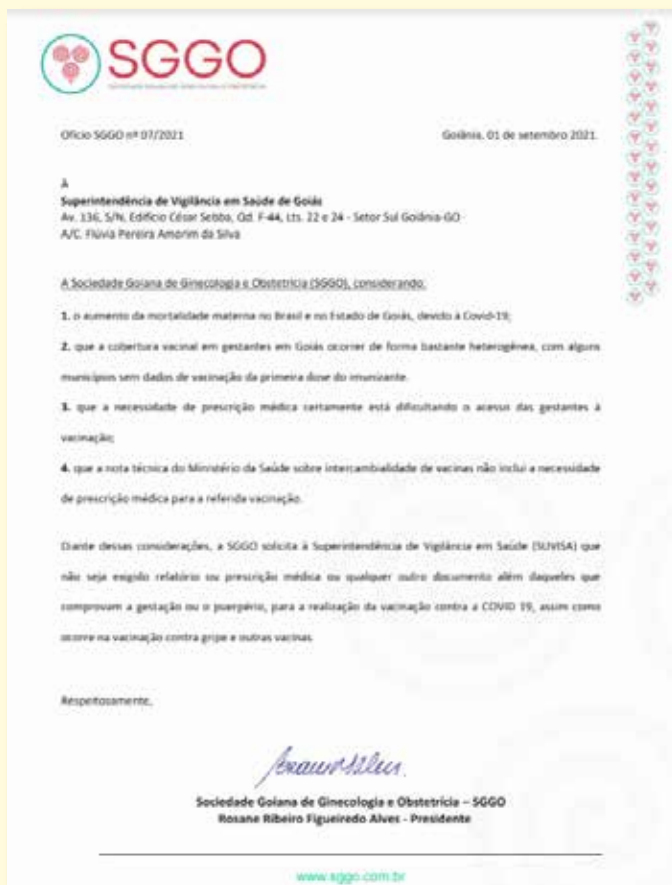 SGGO
SOCIEDADE GOIANA DE GINECOLOGIA E OBSTETRÍCIA
Ofício SGGO nº 07/2021
Goiânia, 01 de setembro 2021.
À
Superintendência de Vigilância em Saúde de Goiás
Av. 136, S/N, Edifício César Sebba, Qd. F-44, Lts. 22 e 24 - Setor Sul Goiânia-GO
A/C. Flúvia Pereira Amorim da Silva
A Sociedade Goiana de Ginecologia e Obstetrícia (SGGO), considerando:
1. o aumento da mortalidade materna no Brasil e no Estado de Goiás, devido à Covid-19;
2. que a cobertura vacinal em gestantes em Goiás ocorrer de forma bastante heterogênea, com alguns
municípios sem dados de vacinação da primeira dose do imunizante.
3. que a necessidade de prescrição médica certamente está dificultando o acesso das gestantes à
vacinação;
4. que a nota técnica do Ministério da Saúde sobre intercambialidade de vacinas não inclui a necessidade
de prescrição médica para a referida vacinação.
Diante dessas considerações, a SGGO solicita à Superintendência de Vigilância em Saúde (SUVISA) que
não seja exigido relatório ou prescrição médica ou qualquer outro documento além daqueles que
comprovam a gestação ou o puerpério, para a realização da vacinação contra a COVID 19, assim como
ocorre na vacinação contra gripe e outras vacinas.
Respeitosamente,
Sociedade Goiana de Ginecologia e Obstetrícia – SGGO
Rosane Ribeiro Figueiredo Alves - Presidente
www.sggo.com.br